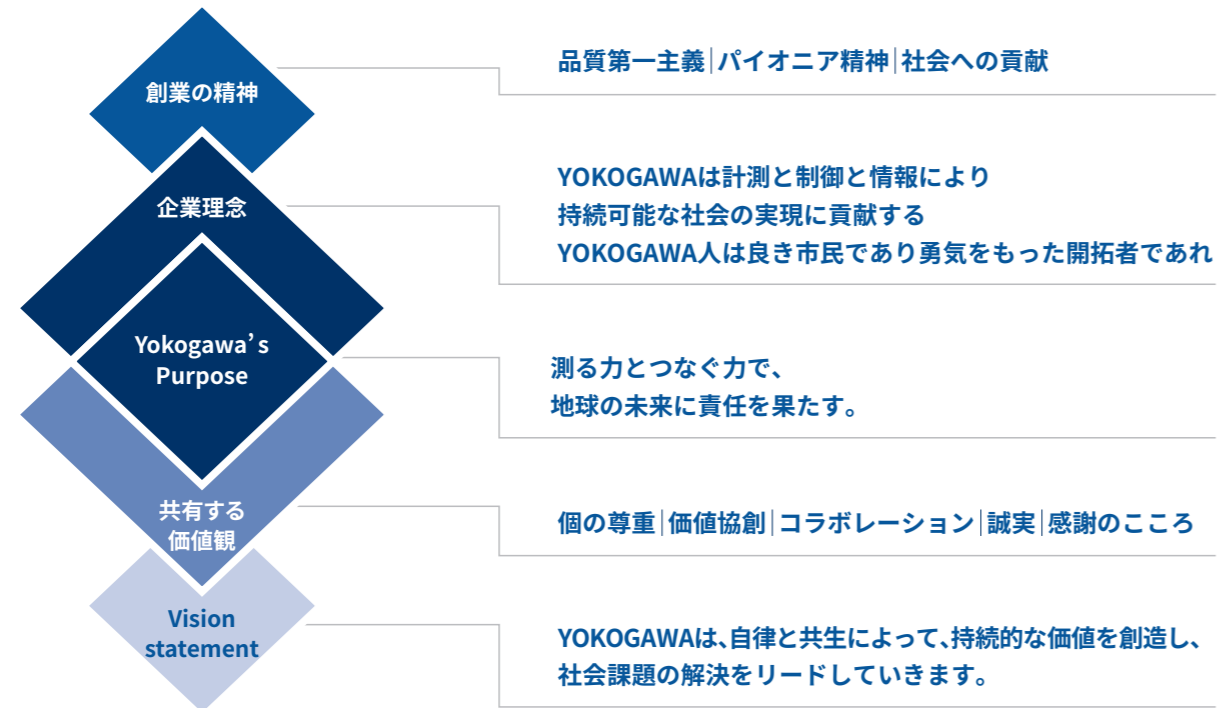 創業の精神
品質第一主義|パイオニア精神|社会への貢献
企業理念
YOKOGAWAは計測と制御と情報により
持続可能な社会の実現に貢献する
YOKOGAWA人は良き市民であり勇気をもった開拓者であれ
Yokogawa's
Purpose
測る力とつなぐ力で、
地球の未来に責任を果たす。
共有する
価値観
個の尊重|価値協創|コラボレーション|誠実|感謝のこころ
Vision
statement
YOKOGAWAは、自律と共生によって、持続的な価値を創造し、
社会課題の解決をリードしていきます。